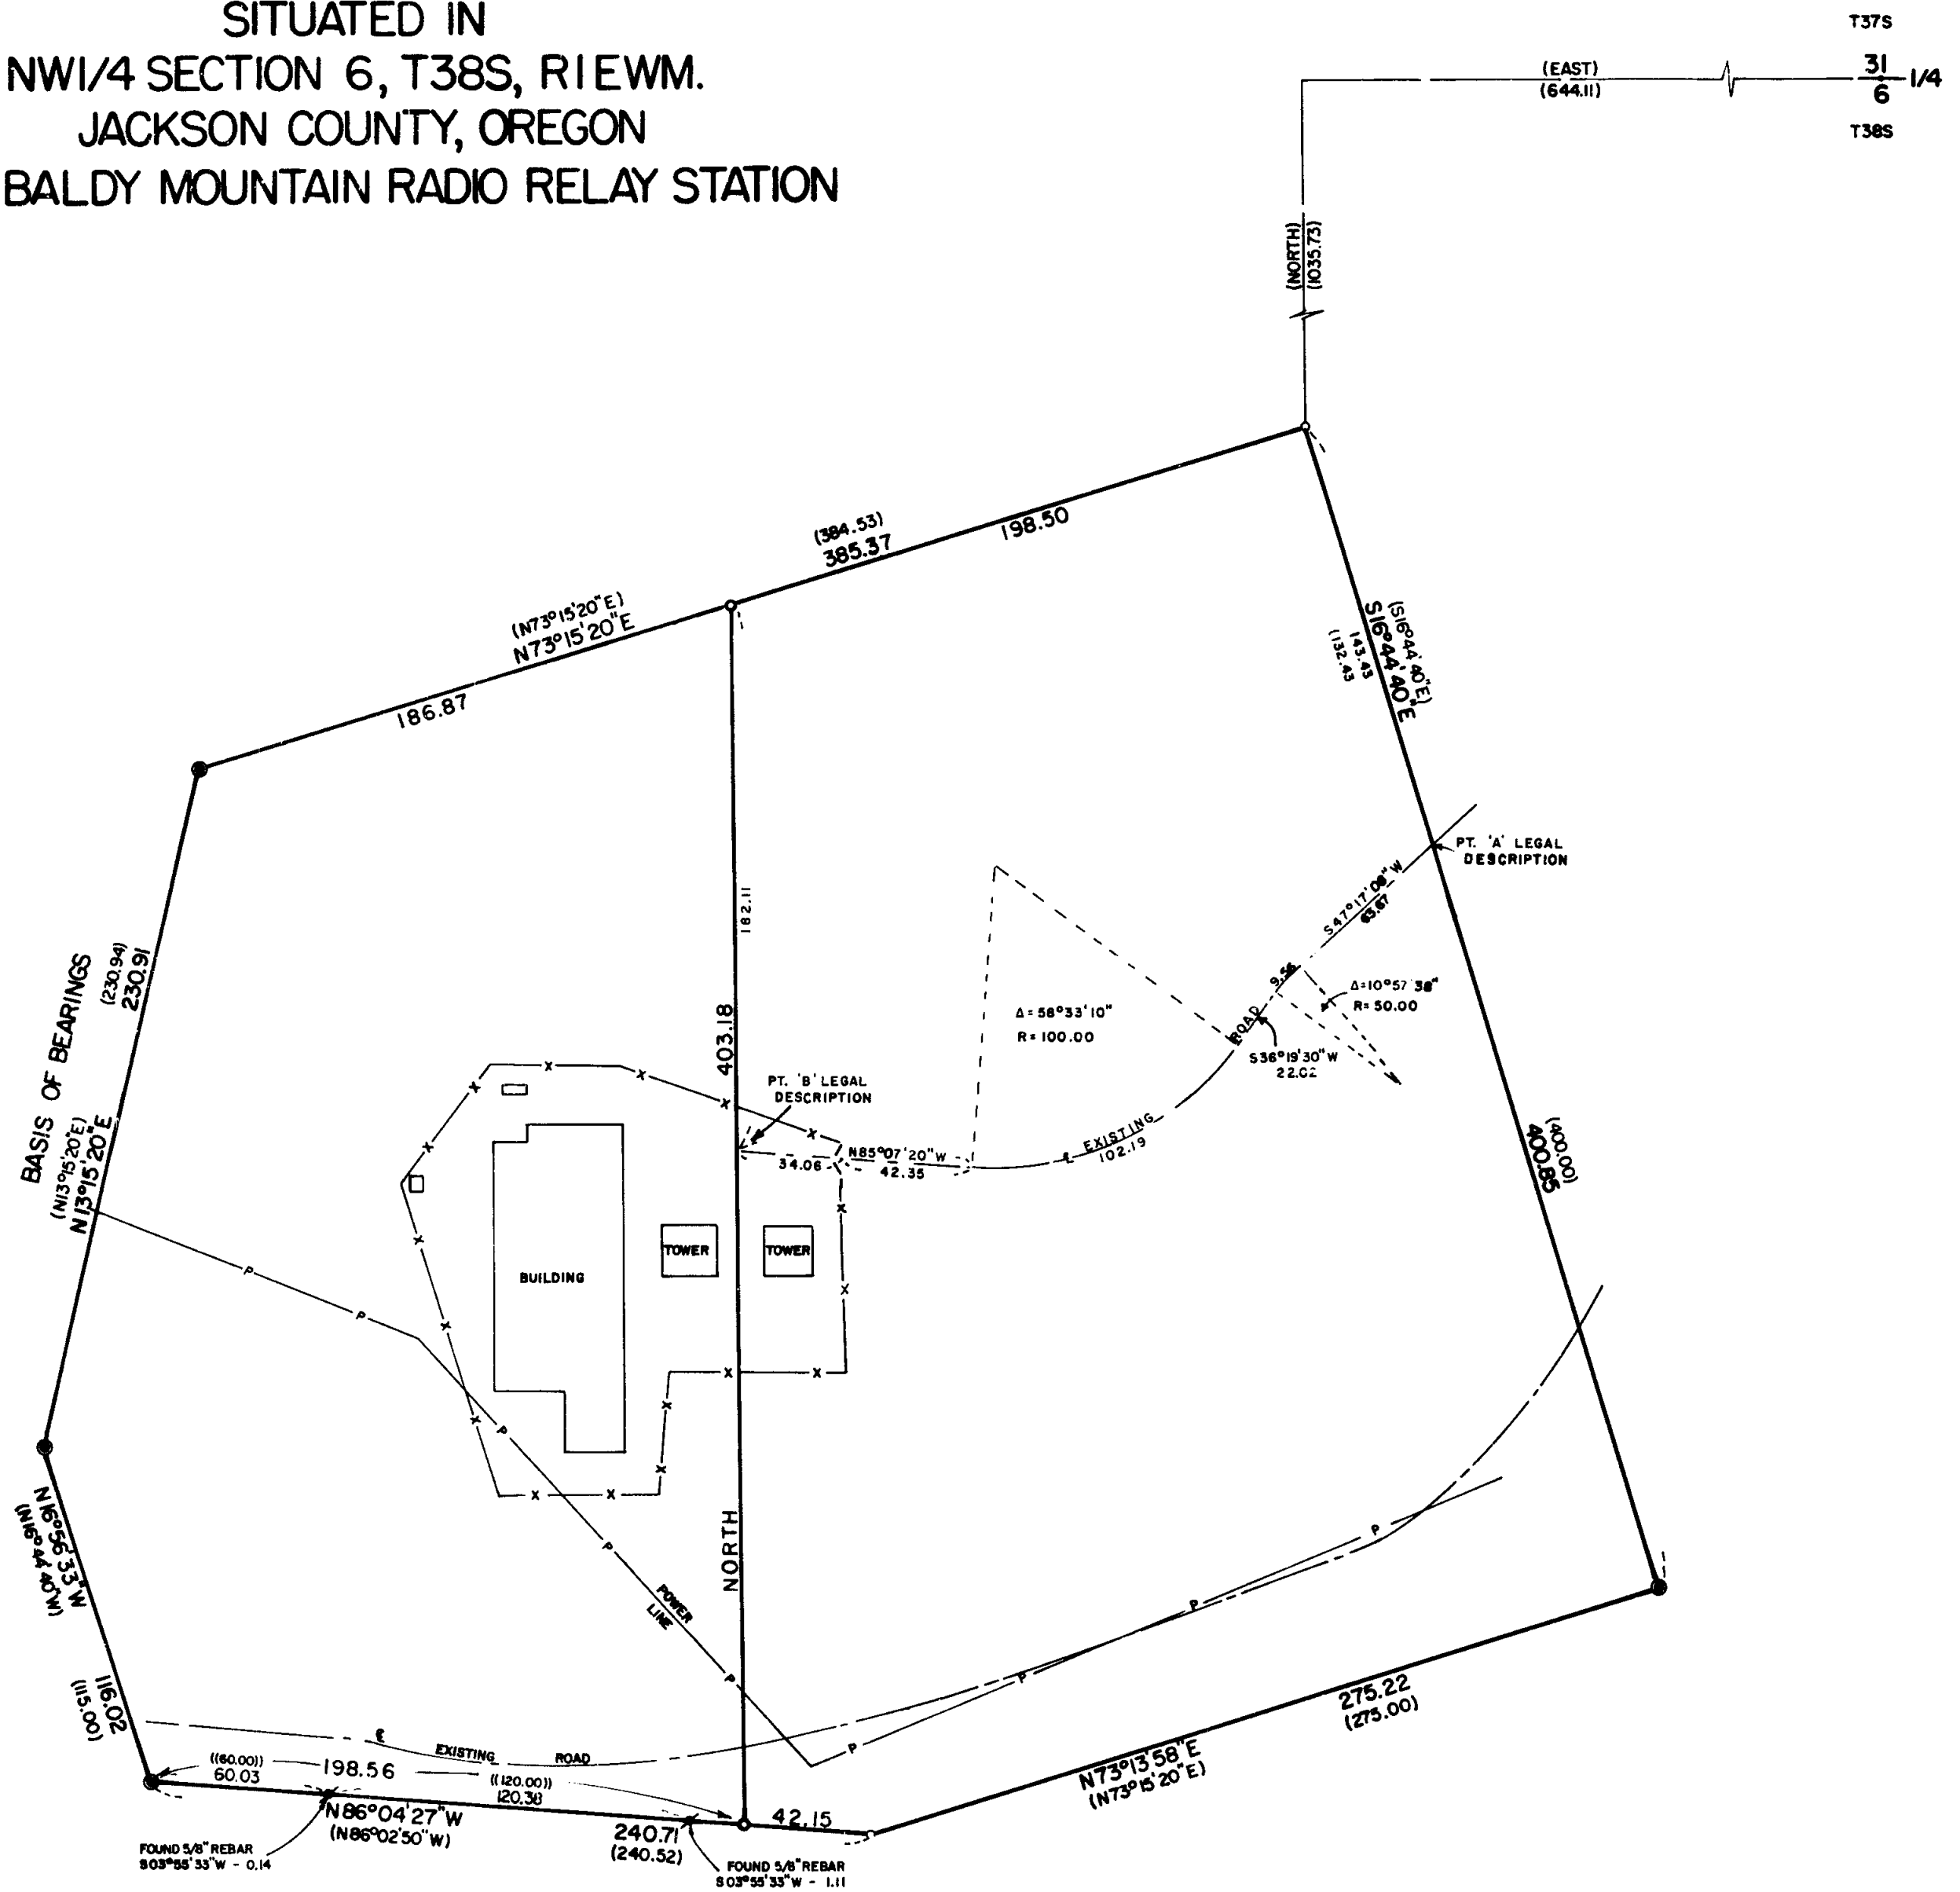 SITUATED IN
NW1/4 SECTION 6, T38S, R1EWM.
JACKSON COUNTY, OREGON
BALDY MOUNTAIN RADIO RELAY STATION
T37S
31
6
1/4
T38S
(EAST)
(644.11)
(NORTH)
(1035.73)
(384.53)
385.37
198.50
(N73°15'20"E)
N73°15'20"E
186.87
(S16°44'40"E)
S16°44'40"E
143.43
(132.43
PT. 'A' LEGAL
DESCRIPTION
S47°17'08"W
63.67
9.56
Δ=10°57'38"
R=50.00
ROAD
S36°19'30"W
22.02
Δ=58°33'10"
R=100.00
182.11
403.18
PT. 'B' LEGAL
DESCRIPTION
N85°07'20"W
34.06
42.35
℄ EXISTING
102.19
BASIS OF BEARINGS
(230.94)
230.91
(N13°15'20"E)
N13°15'20"E
TOWER
TOWER
BUILDING
(400.00)
400.85
N16°56'33"W
(N16°44'40"W)
116.02
(115.00)
NORTH
POWER
LINE
℄
EXISTING ROAD
((60.00))
60.03
198.56
((120.00))
120.38
N86°04'27"W
(N86°02'50"W)
240.71
(240.52)
42.15
275.22
(275.00)
N73°13'58"E
(N73°15'20"E)
FOUND 5/8" REBAR
S03°55'33"W - 0.14
FOUND 5/8" REBAR
S03°55'33"W - 1.11